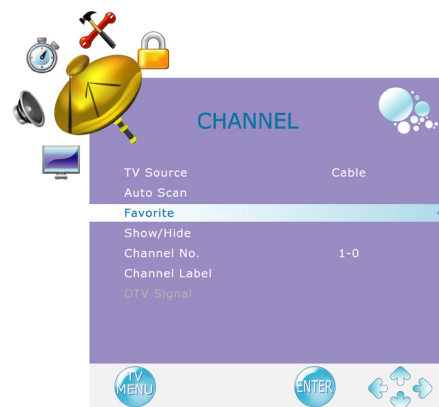 CHANNEL
TV Source Cable
Auto Scan
Favorite
Show/Hide
Channel No. 1-0
Channel Label
DTV Signal
TV
MENU ENTER